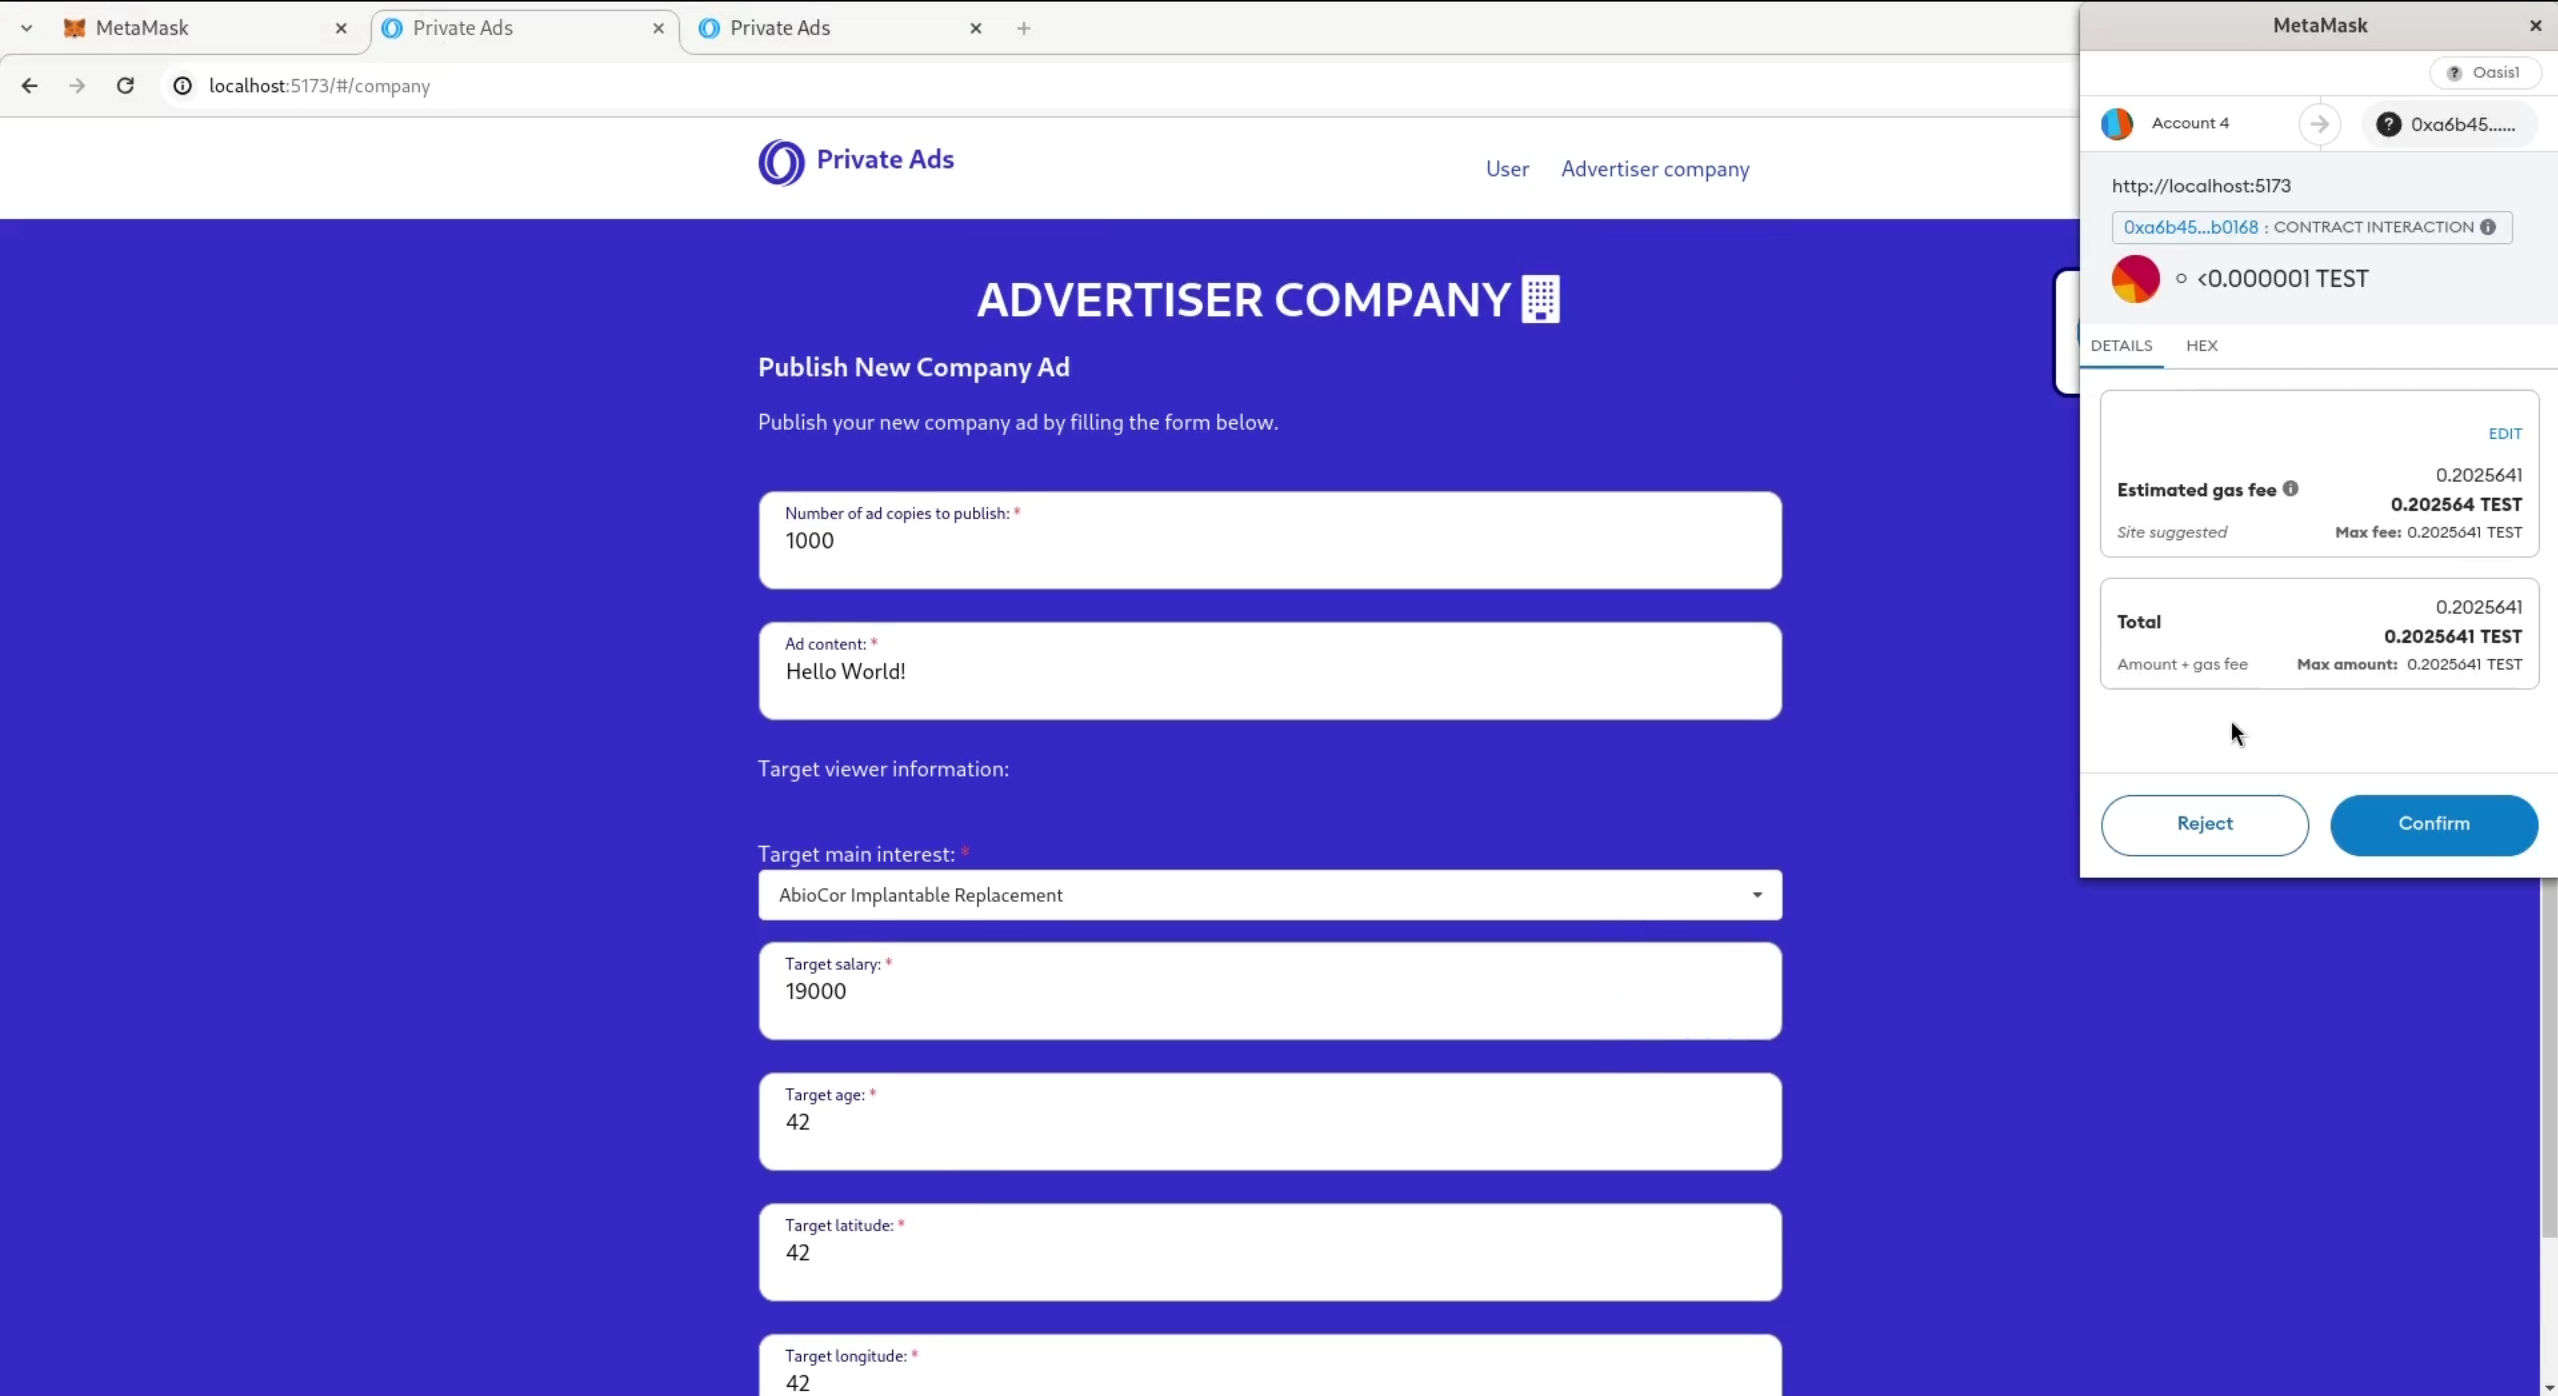 MetaMask
Private Ads
Private Ads
localhost:5173/#/company
Private Ads
User
Advertiser company
ADVERTISER COMPANY
Publish New Company Ad
Publish your new company ad by filling the form below.
Number of ad copies to publish: *
1000
Ad content: *
Hello World!
Target viewer information:
Target main interest: *
AbioCor Implantable Replacement
Target salary: *
19000
Target age: *
42
Target latitude: *
42
Target longitude: *
42
MetaMask
? Oasis1
Account 4
? 0xa6b45......
http://localhost:5173
0xa6b45...b0168 : CONTRACT INTERACTION
<0.000001 TEST
DETAILS
HEX
EDIT
0.2025641
Estimated gas fee
0.202564 TEST
Site suggested
Max fee: 0.2025641 TEST
0.2025641
Total
0.2025641 TEST
Amount + gas fee
Max amount: 0.2025641 TEST
Reject
Confirm